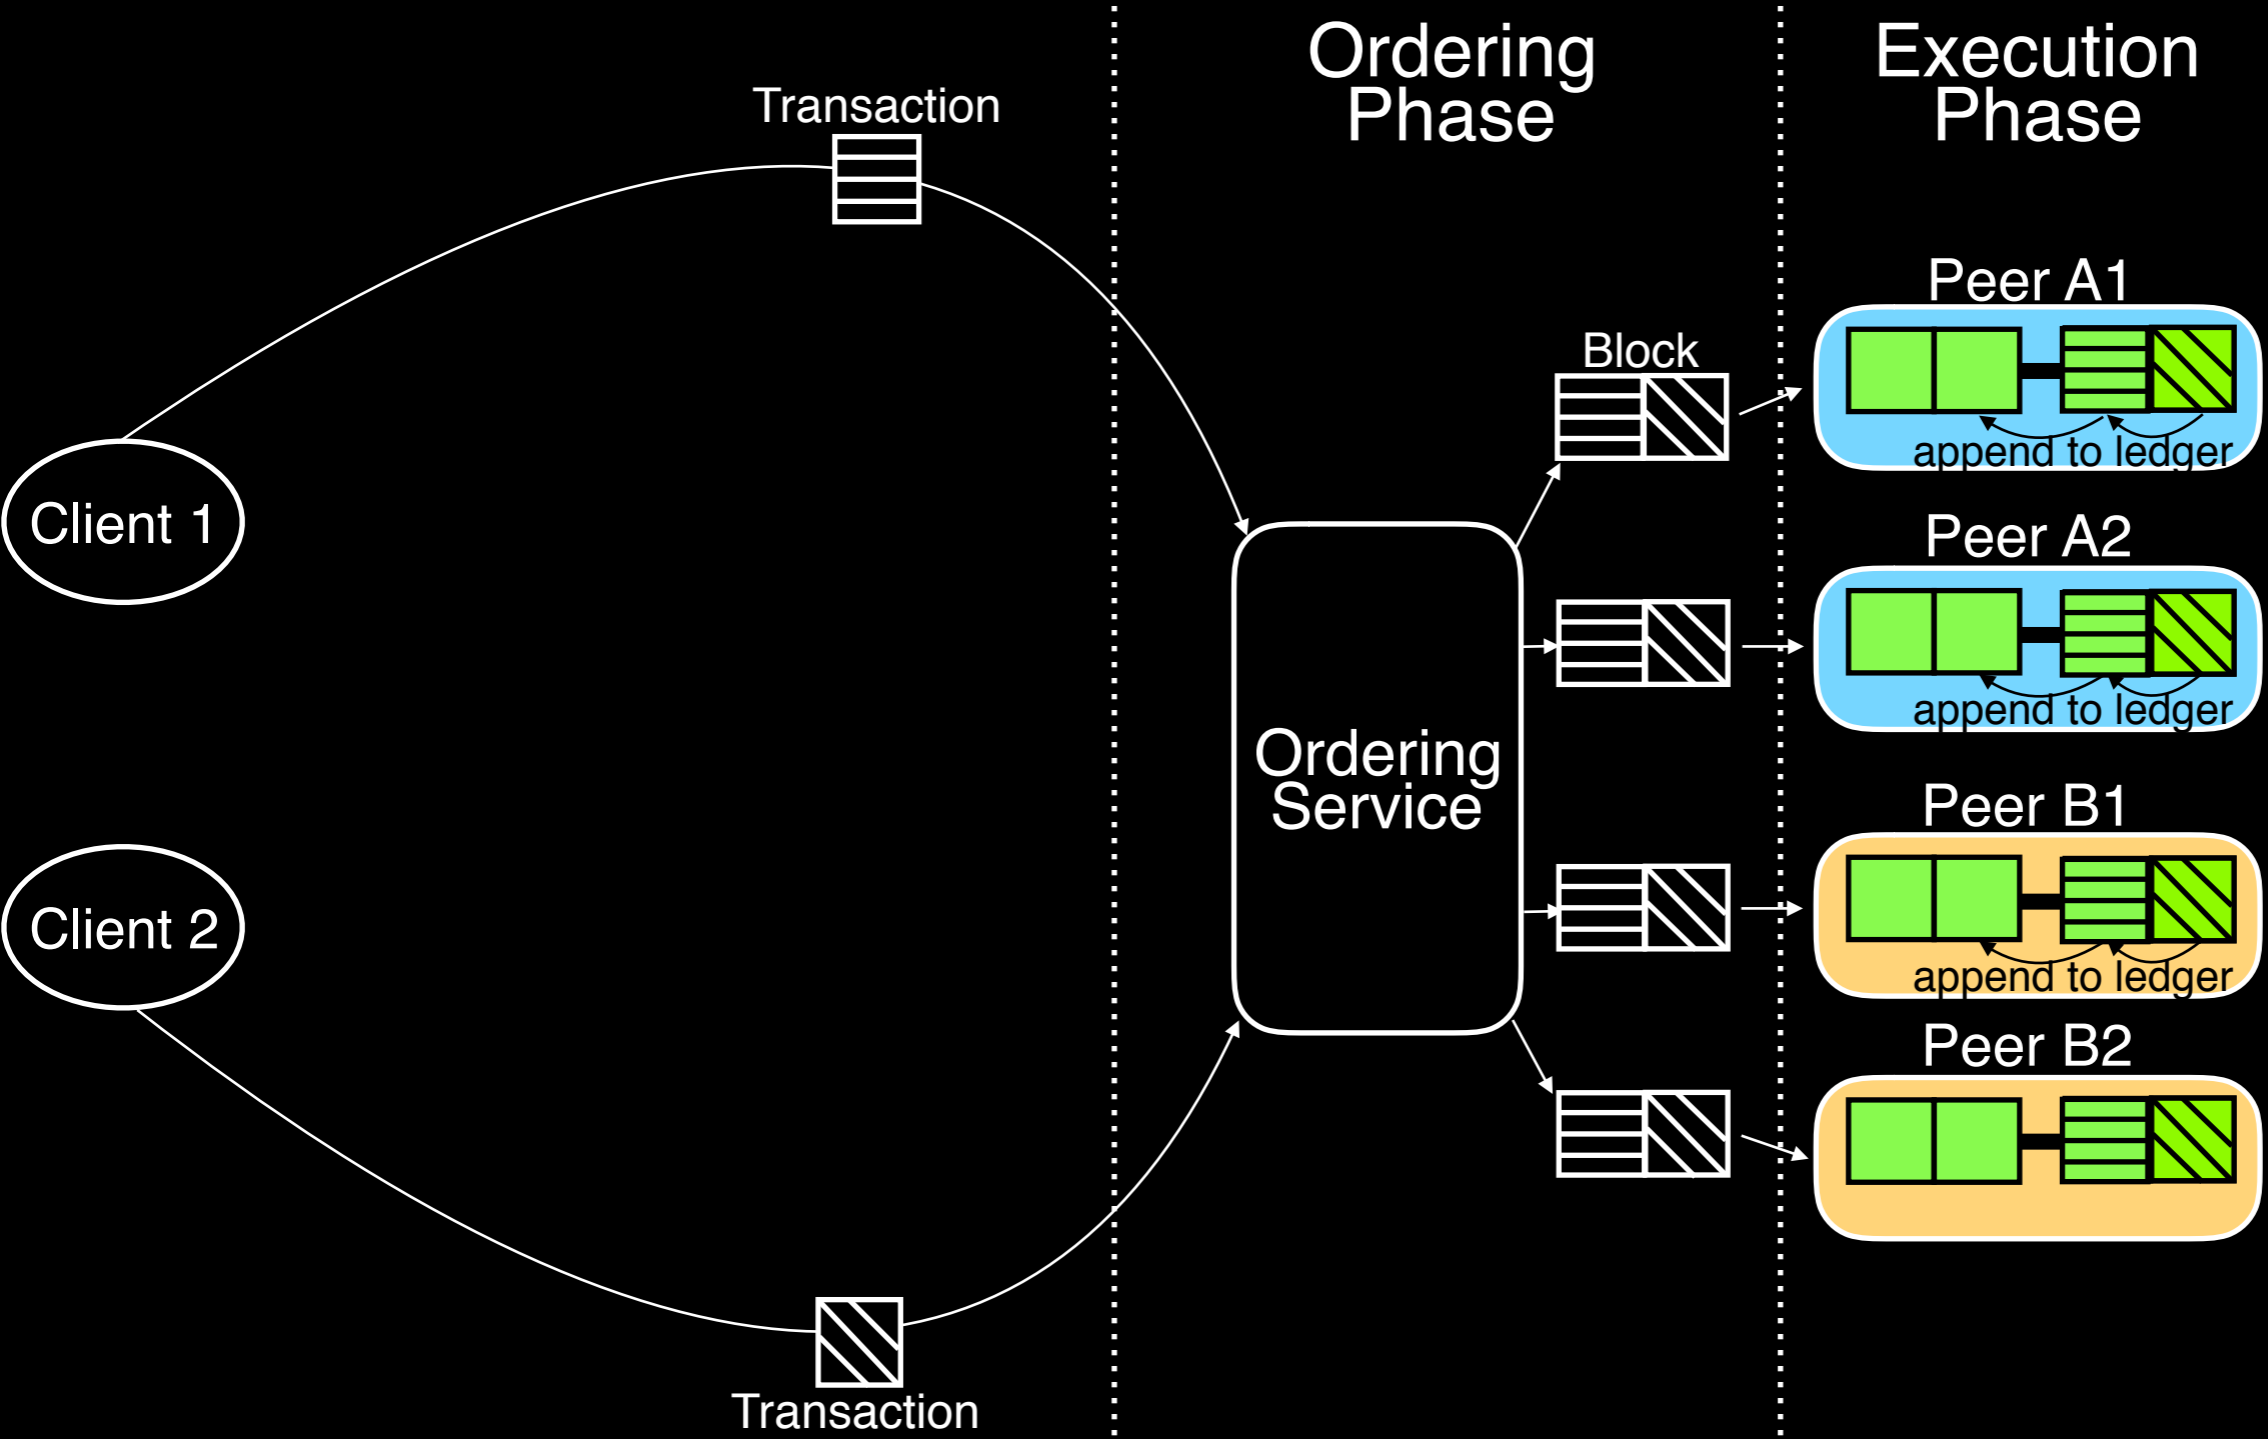 Ordering
Phase
Execution
Phase
Transaction
Client 1
Client 2
Transaction
Ordering
Service
Block
Peer A1
append to ledger
Peer A2
append to ledger
Peer B1
append to ledger
Peer B2